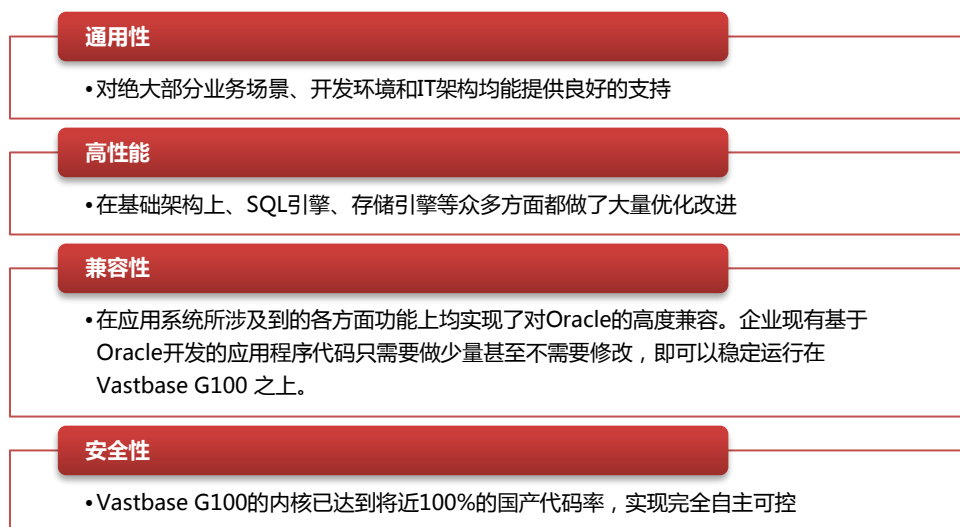 通用性
•对绝大部分业务场景、开发环境和IT架构均能提供良好的支持
高性能
•在基础架构上、SQL引擎、存储引擎等众多方面都做了大量优化改进
兼容性
•在应用系统所涉及到的各方面功能上均实现了对Oracle的高度兼容。企业现有基于
Oracle开发的应用程序代码只需要做少量甚至不需要修改，即可以稳定运行在
Vastbase G100 之上。
安全性
•Vastbase G100的内核已达到将近100%的国产代码率，实现完全自主可控